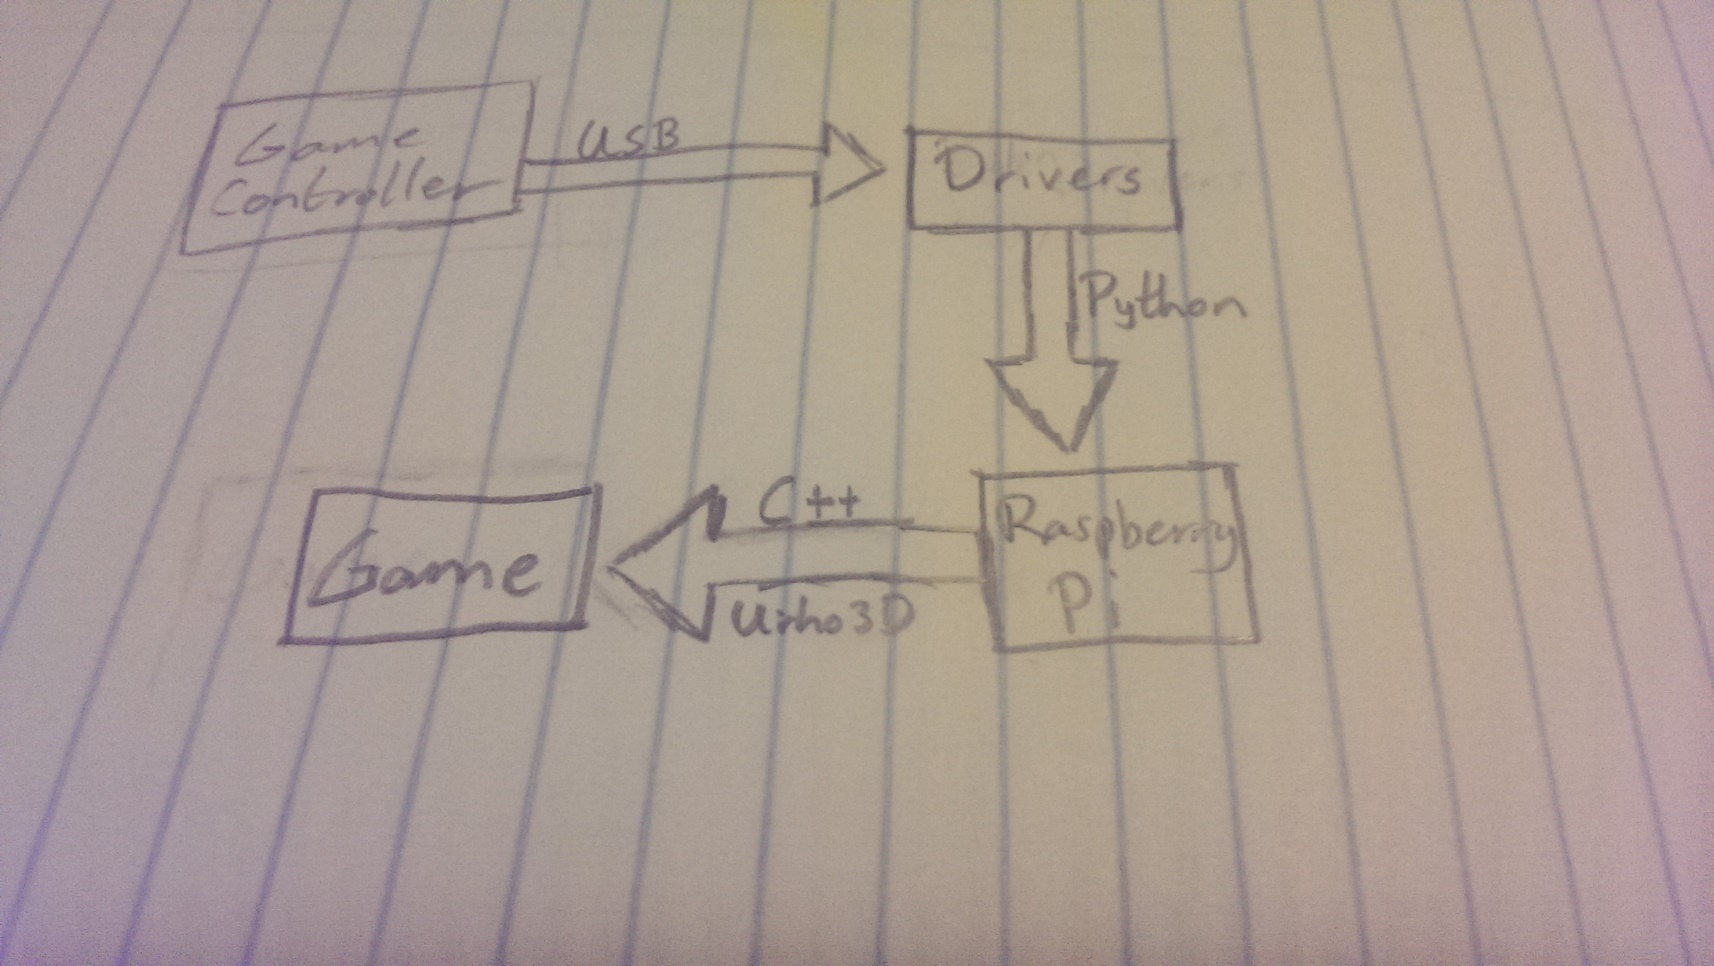 Game
Controller
USB
Drivers
Python
Raspberry
Pi
C++
Urho3D
Game